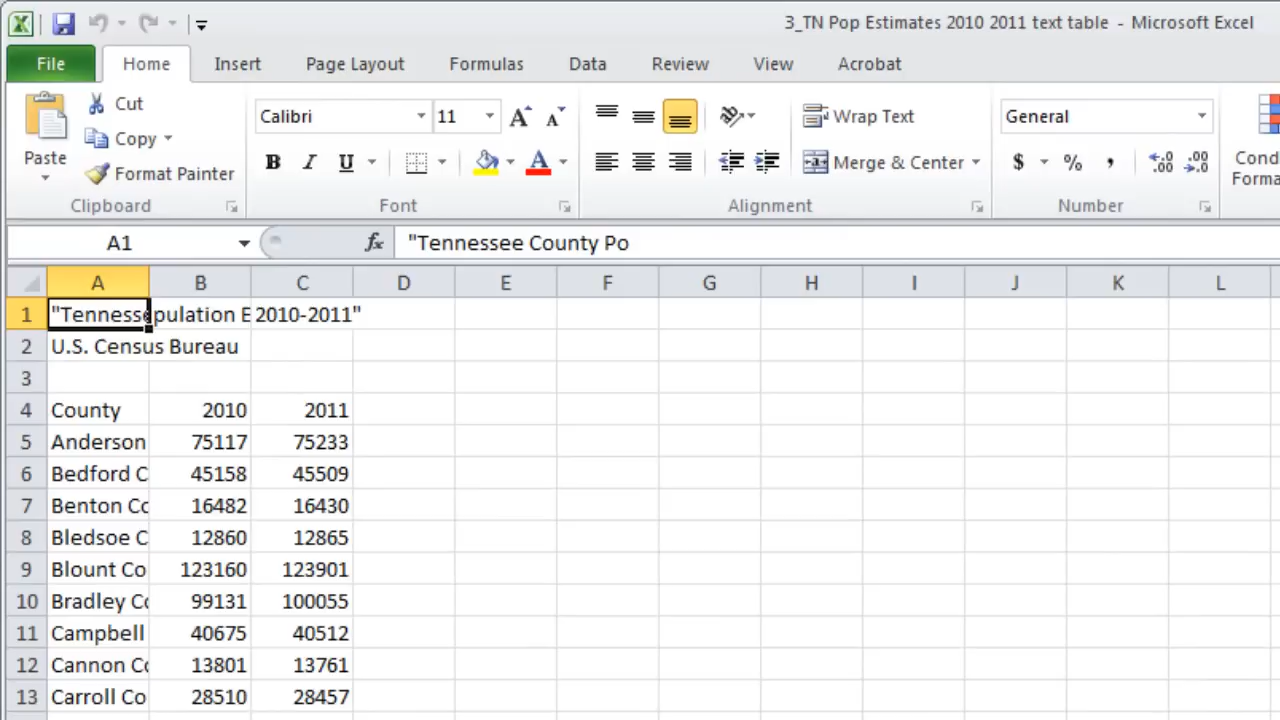 3_TN Pop Estimates 2010 2011 text table - Microsoft Excel
File Home Insert Page Layout Formulas Data Review View Acrobat
Paste
Cut
Copy
Format Painter
Clipboard
Calibri 11 A A
B I U A
Font
Wrap Text
Merge & Center
Alignment
General
$ % , .00 .00
Number
Cond
Forma
A1 fx "Tennessee County Po
A B C D E F G H I J K L
1 "Tennesse pulation E 2010-2011"
2 U.S. Census Bureau
3
4 County 2010 2011
5 Anderson 75117 75233
6 Bedford C 45158 45509
7 Benton Co 16482 16430
8 Bledsoe C 12860 12865
9 Blount Co 123160 123901
10 Bradley Co 99131 100055
11 Campbell 40675 40512
12 Cannon Co 13801 13761
13 Carroll Co 28510 28457